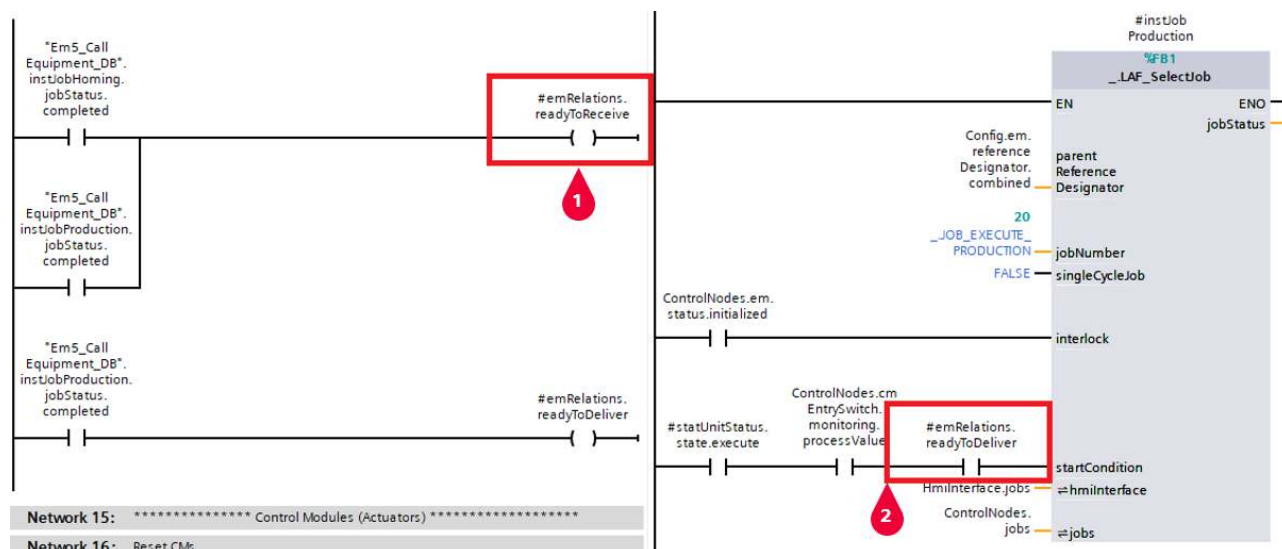 "Em5_Call
Equipment_DB".
instJobHoming.
jobStatus.
completed
#emRelations.
readyToReceive
1
"Em5_Call
Equipment_DB".
instJobProduction.
jobStatus.
completed
"Em5_Call
Equipment_DB".
instJobProduction.
jobStatus.
completed
#emRelations.
readyToDeliver
Network 15: *************** Control Modules (Actuators) *******************
Network 16: Reset CMs
#instJob
Production
%FB1
_.LAF_SelectJob
EN
ENO
jobStatus
Config.em.
reference
Designator.
combined
parent
Reference
Designator
20
_.JOB_EXECUTE_
PRODUCTION
jobNumber
FALSE
singleCycleJob
ControlNodes.em.
status.initialized
interlock
#statUnitStatus.
state.execute
ControlNodes.cm
EntrySwitch.
monitoring.
processValue
#emRelations.
readyToDeliver
startCondition
2
HmiInterface.jobs
hmiInterface
ControlNodes.
jobs
jobs